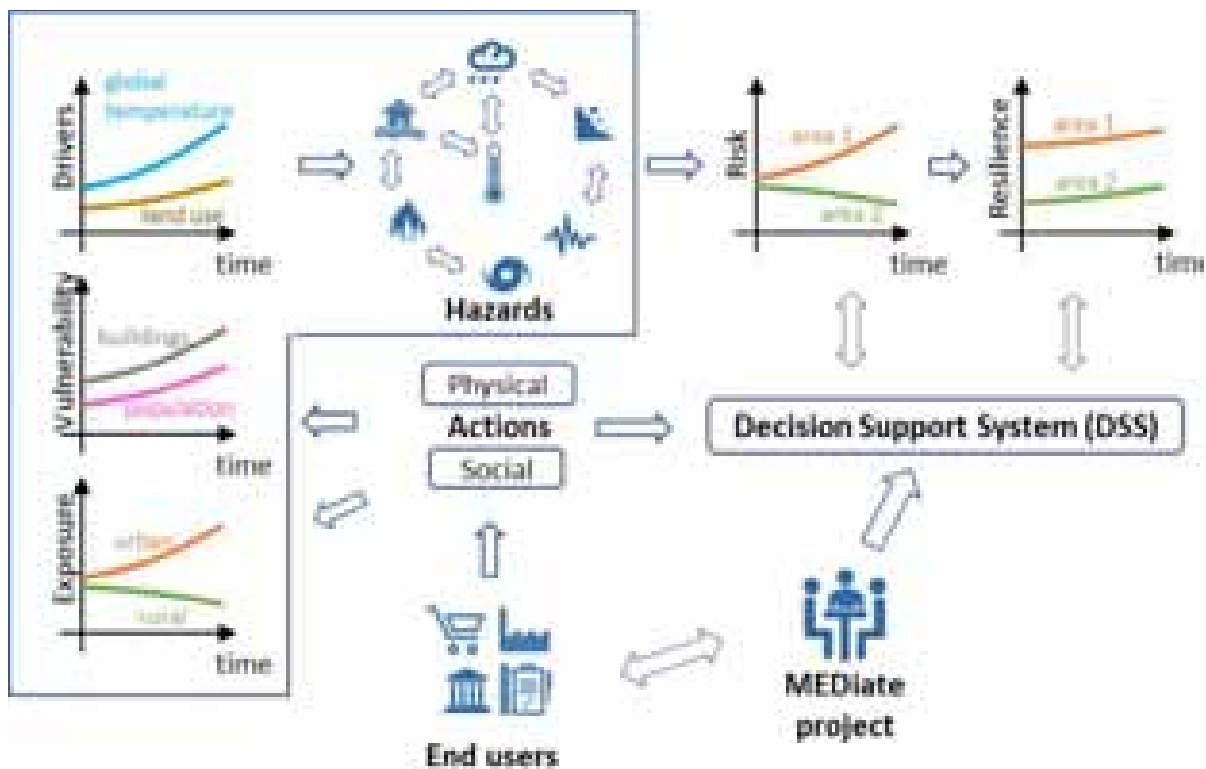 Drivers
global
temperature
land use
time
Hazards
Risk
area 1
area 2
time
Resilience
area 1
area 2
time
Vulnerability
buildings
population
time
Exposure
urban
rural
time
Physical
Actions
Social
Decision Support System (DSS)
End users
MEDiate
project